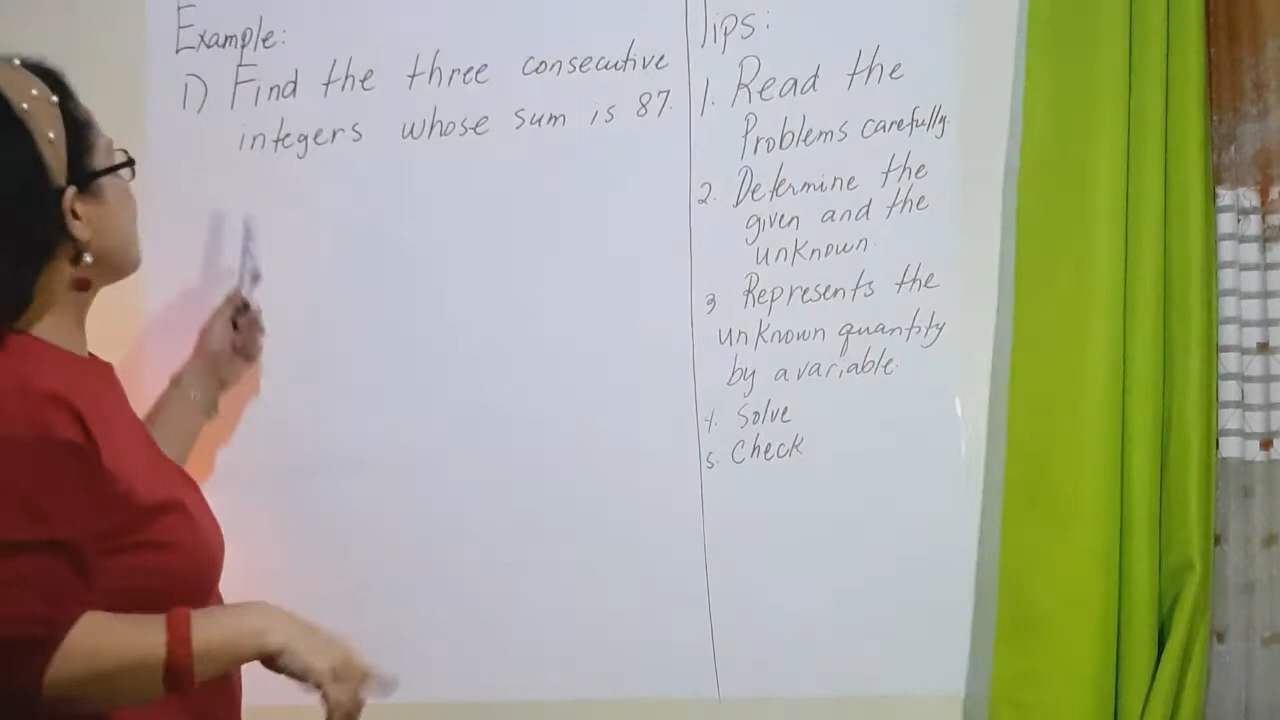 Example:
1) Find the three consecutive
integers whose sum is 87.
Tips:
1. Read the
Problems carefully.
2. Determine the
given and the
unknown.
3 Represents the
unknown quantity
by a variable.
4. Solve
5. Check